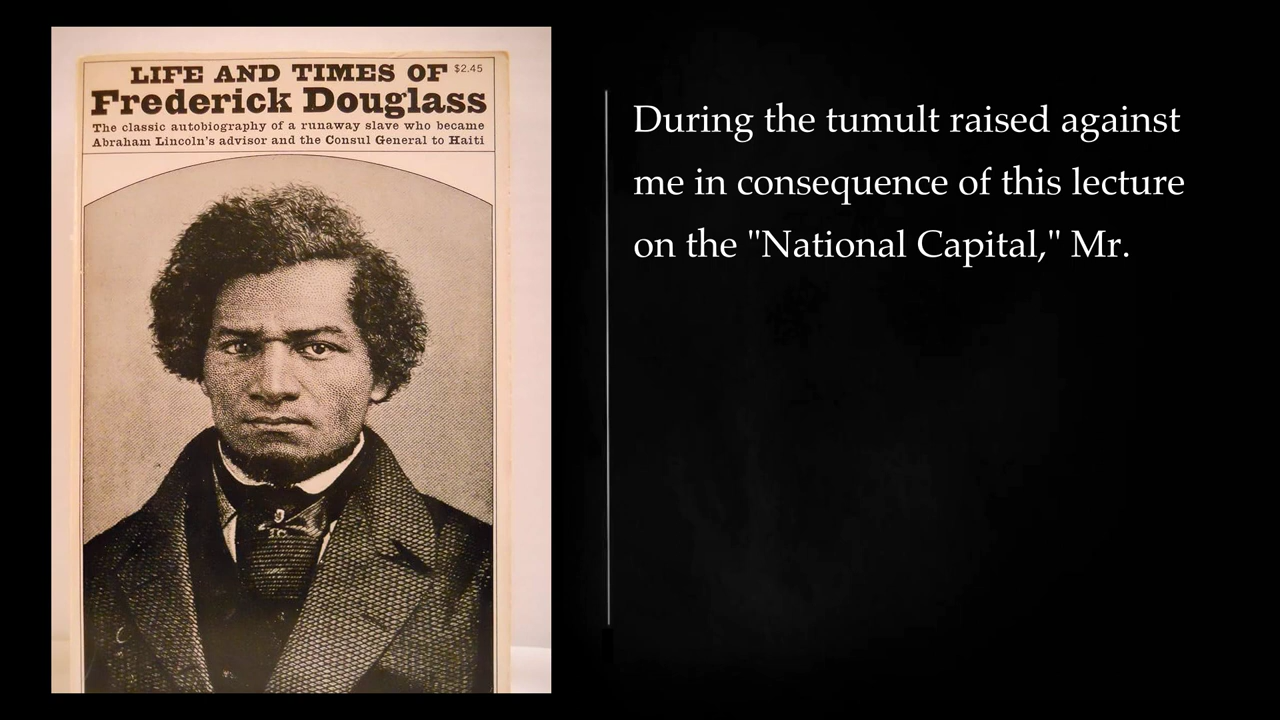 LIFE AND TIMES OF $2.45
Frederick Douglass
The classic autobiography of a runaway slave who became
Abraham Lincoln's advisor and the Consul General to Haiti
During the tumult raised against
me in consequence of this lecture
on the "National Capital," Mr.